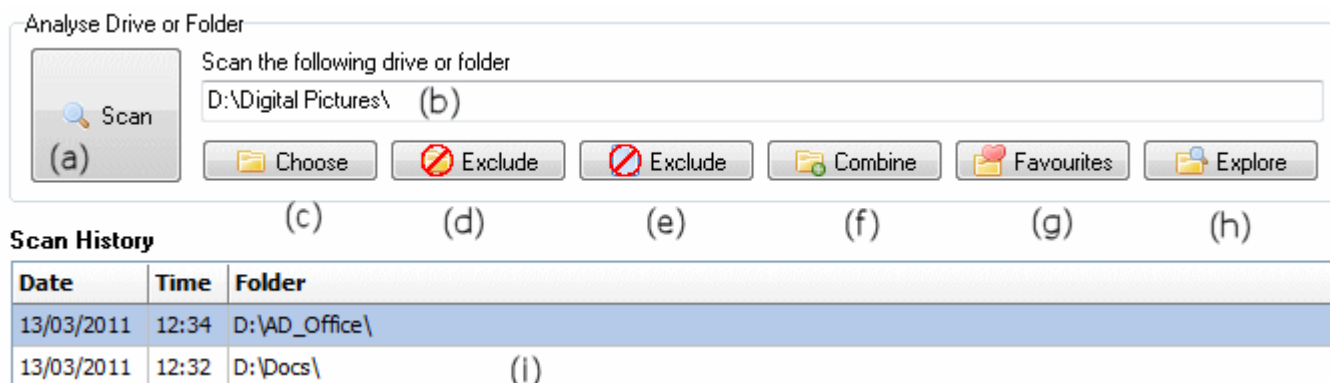 Analyse Drive or Folder
Scan the following drive or folder
Scan
D:\Digital Pictures\ (b)
(a)
Choose Exclude Exclude Combine Favourites Explore
(c) (d) (e) (f) (g) (h)
Scan History
Date Time Folder
13/03/2011 12:34 D:\AD_Office\
13/03/2011 12:32 D:\Docs\ (i)